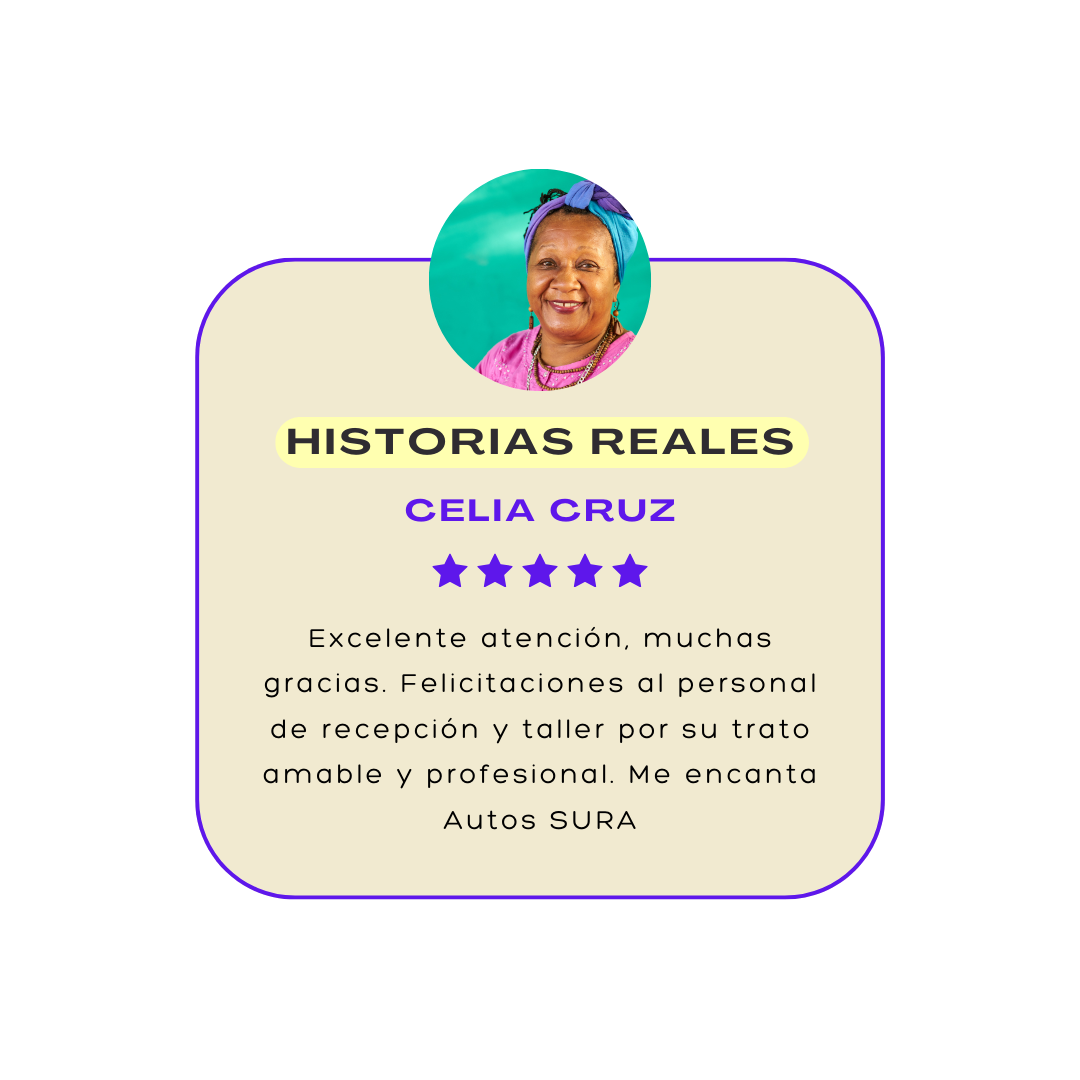 HISTORIAS REALES
CELIA CRUZ
Excelente atención, muchas
gracias. Felicitaciones al personal
de recepción y taller por su trato
amable y profesional. Me encanta
Autos SURA